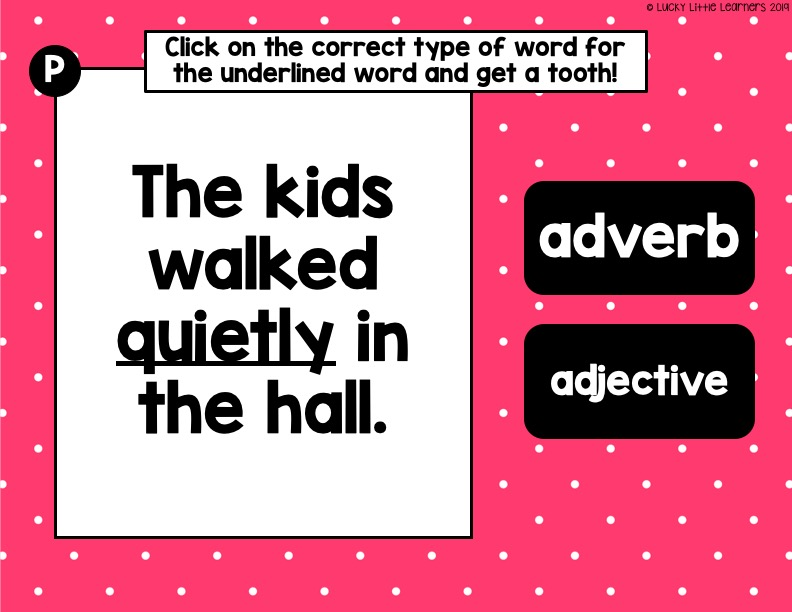 © Lucky Little Learners 2019
Click on the correct type of word for
the underlined word and get a tooth!
P
The kids
walked
quietly in
the hall.
adverb
adjective